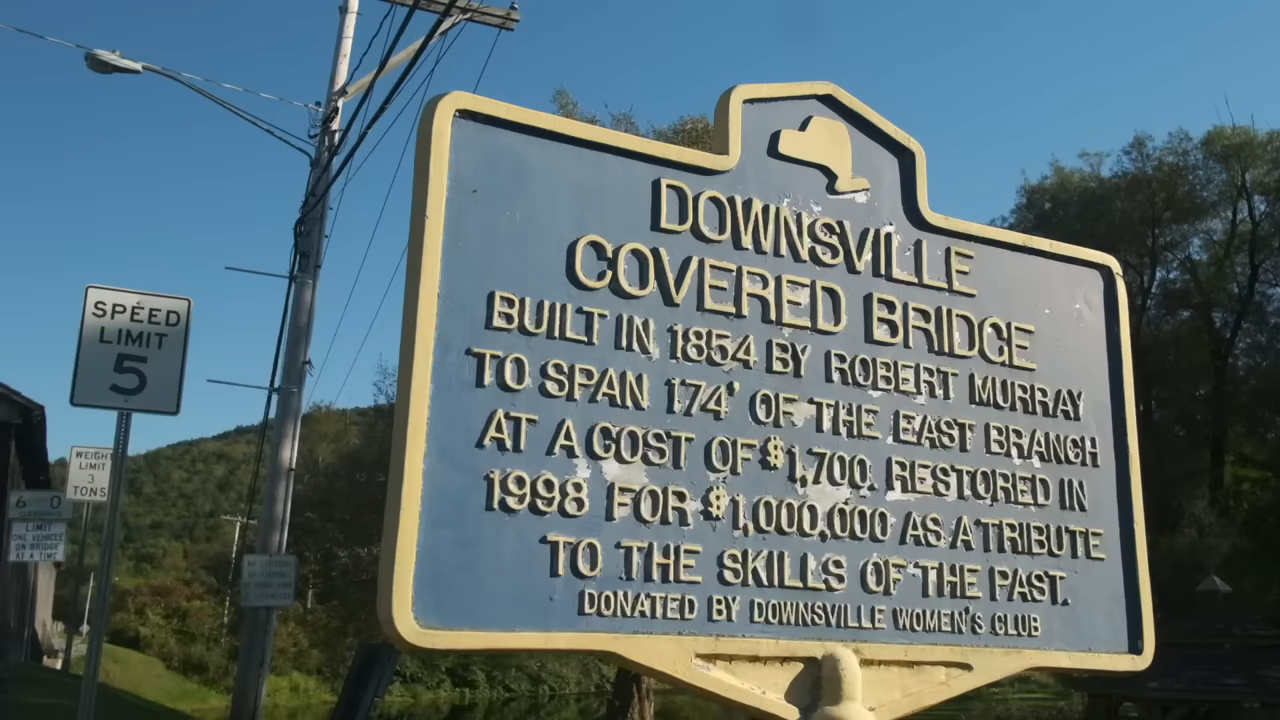 DOWNSVILLE
COVERED BRIDGE
BUILT IN 1854 BY ROBERT MURRAY
TO SPAN 174' OF THE EAST BRANCH
AT A COST OF $1,700. RESTORED IN
1998 FOR $1,000,000 AS A TRIBUTE
TO THE SKILLS OF THE PAST.
DONATED BY DOWNSVILLE WOMEN'S CLUB
SPEED
LIMIT
5
WEIGHT
LIMIT
3
TONS
6 0
LIMIT
ONE VEHICLE
ON BRIDGE
AT A TIME